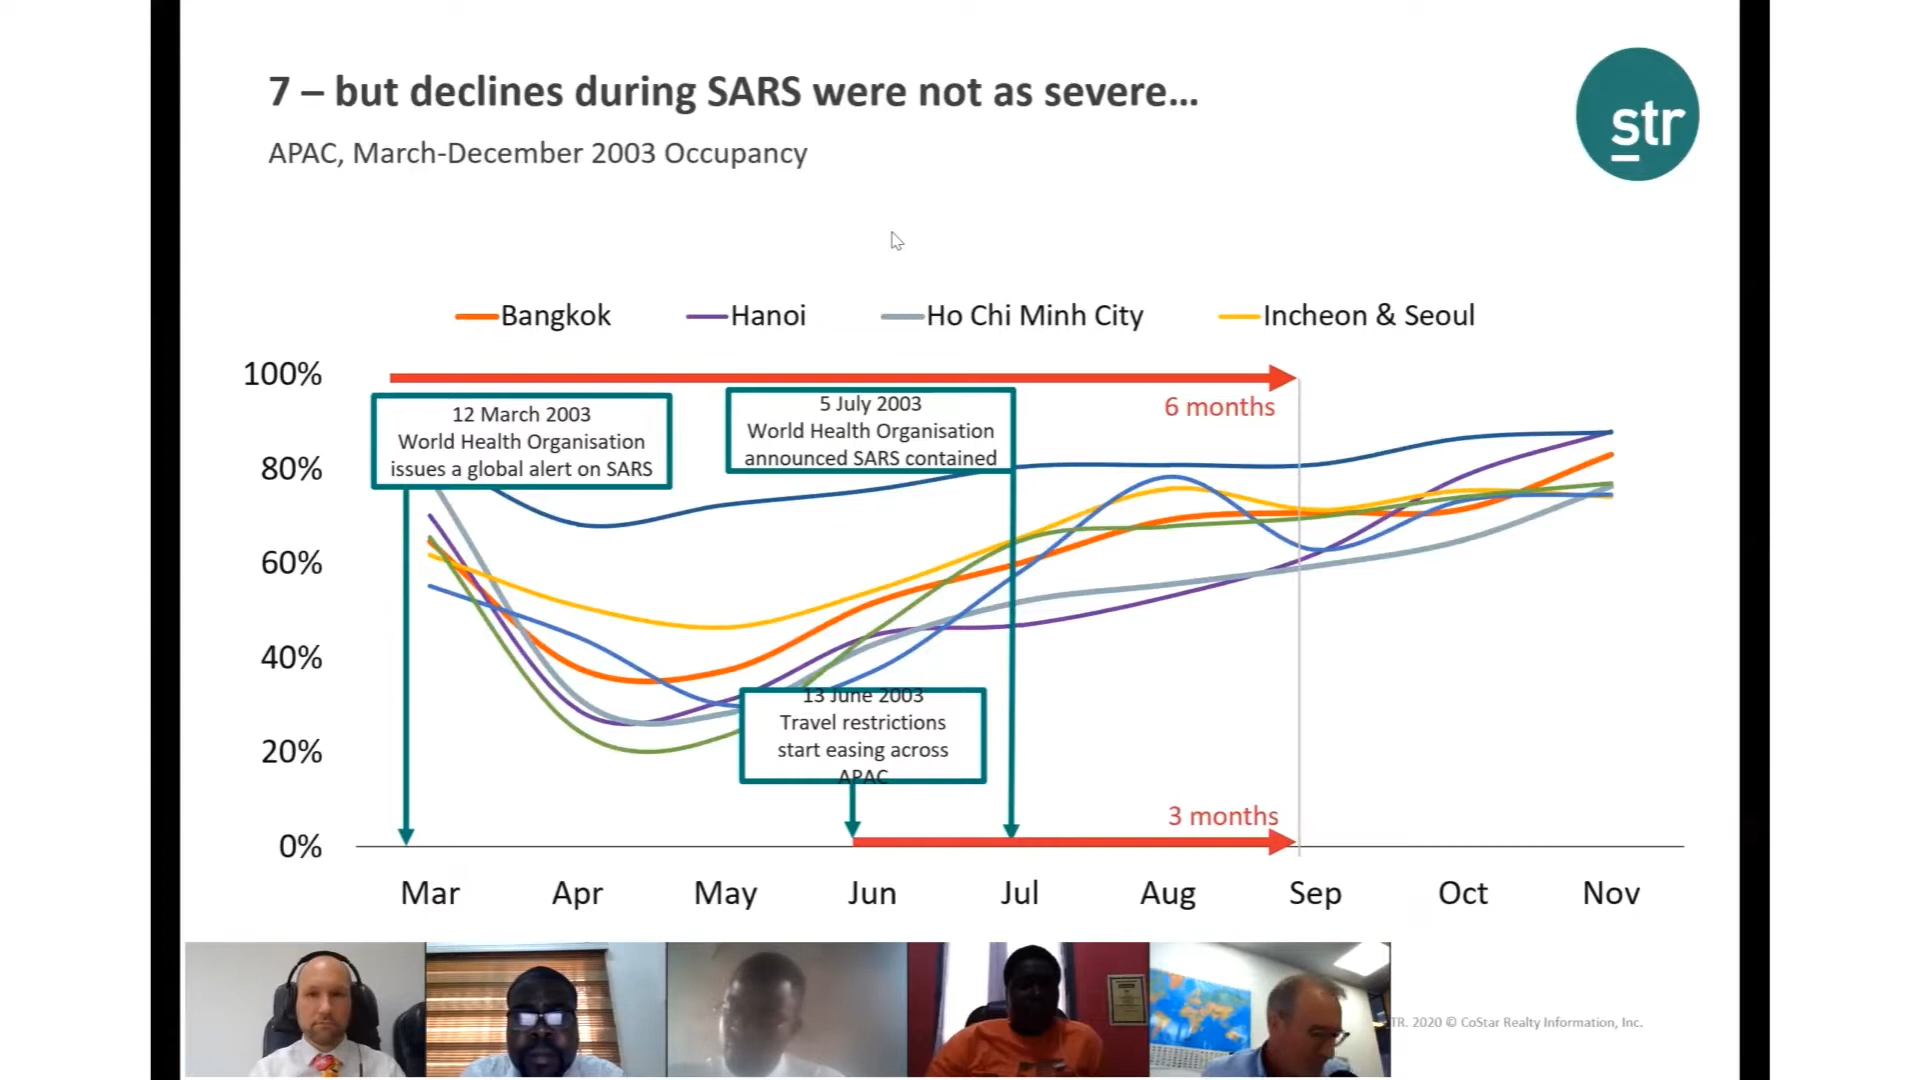 7 – but declines during SARS were not as severe...
str
APAC, March-December 2003 Occupancy
Bangkok Hanoi Ho Chi Minh City Incheon & Seoul
100%
80%
60%
40%
20%
0%
12 March 2003
World Health Organisation
issues a global alert on SARS
5 July 2003
World Health Organisation
announced SARS contained
6 months
13 June 2003
Travel restrictions
start easing across
APAC
3 months
Mar Apr May Jun Jul Aug Sep Oct Nov
TR. 2020 © CoStar Realty Information, Inc.